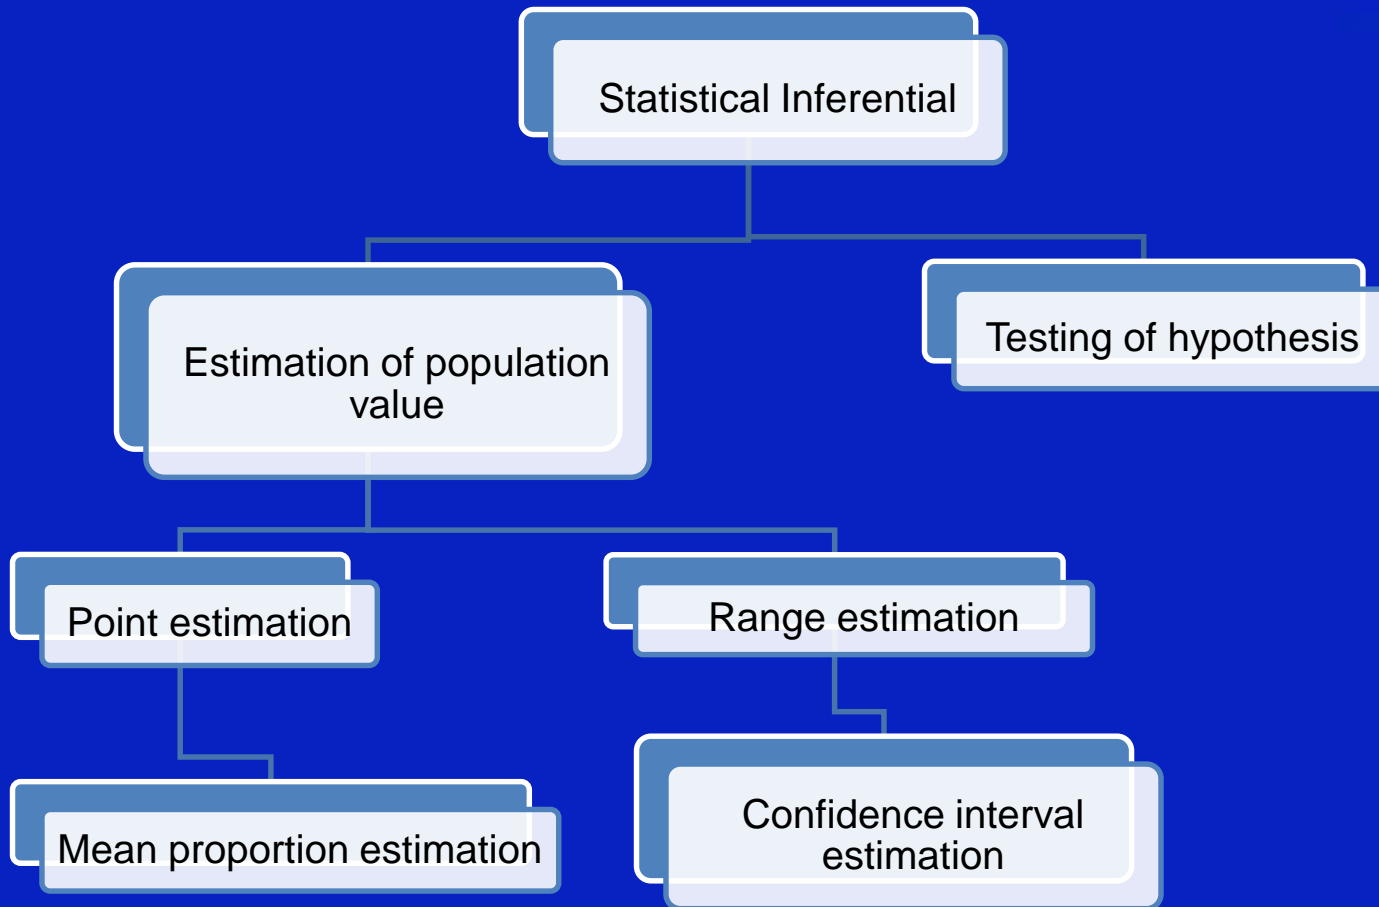 Statistical Inferential
Estimation of population
value
Testing of hypothesis
Point estimation
Range estimation
Mean proportion estimation
Confidence interval
estimation